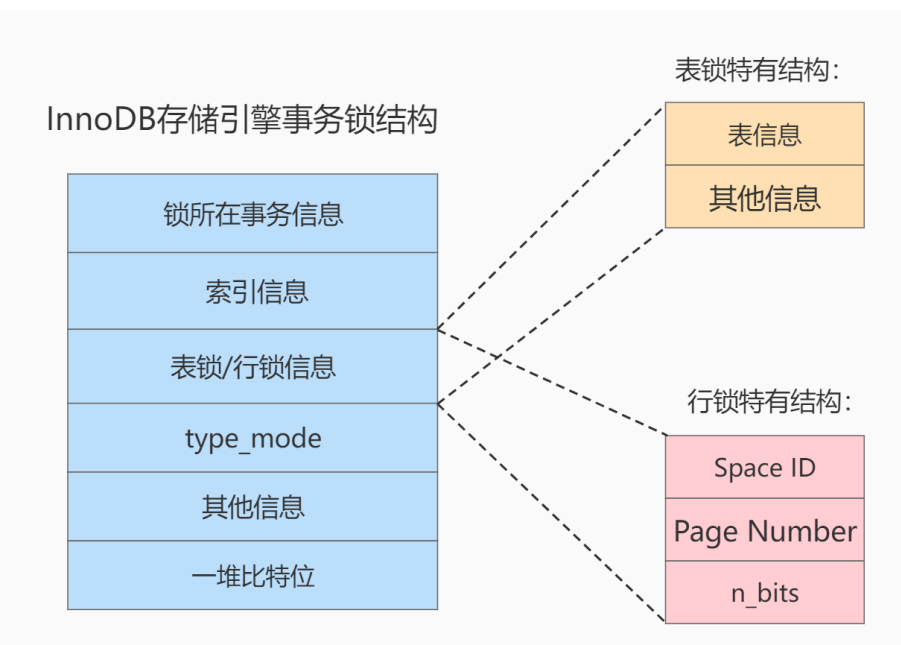 InnoDB存储引擎事务锁结构
锁所在事务信息
索引信息
表锁/行锁信息
type_mode
其他信息
一堆比特位
表锁特有结构：
表信息
其他信息
行锁特有结构：
Space ID
Page Number
n_bits